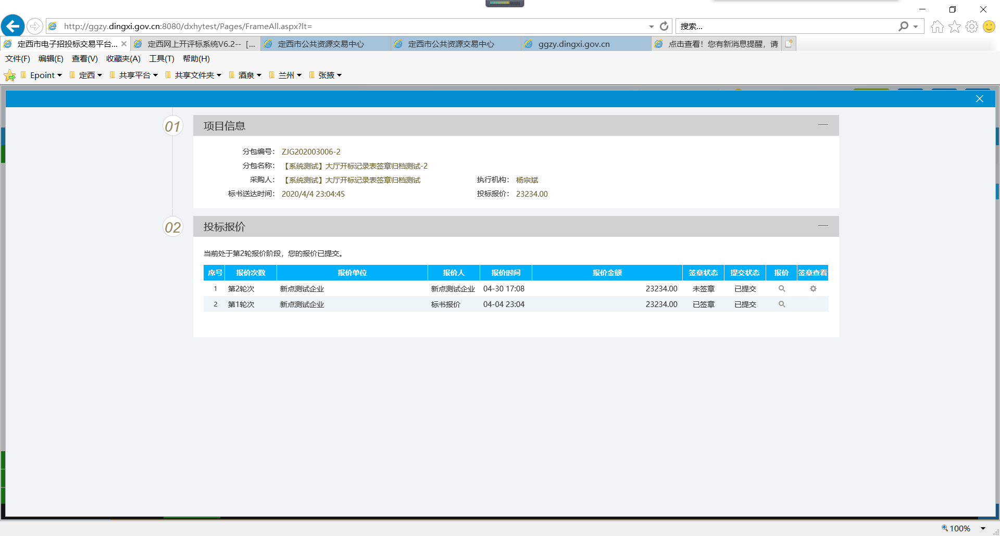 http://ggzy.dingxi.gov.cn:8080/dxhytest/Pages/FrameAll.aspx?lt=
搜索...
定西市电子招投标交易平台...
定西网上开评标系统V6.2-- [...
定西市公共资源交易中心
定西市公共资源交易中心
ggzy.dingxi.gov.cn
点击查看！您有新消息提醒，请
文件(F) 编辑(E) 查看(V) 收藏夹(A) 工具(T) 帮助(H)
Epoint 定西 共享平台 共享文件夹 酒泉 兰州 张掖
01 项目信息
分包编号： ZJG202003006-2
分包名称： 【系统测试】大厅开标记录表签章归档测试-2
采购人： 【系统测试】大厅开标记录表签章归档测试 执行机构： 杨宗斌
标书送达时间： 2020/4/4 23:04:45 投标报价： 23234.00
02 投标报价
当前处于第2轮报价阶段，您的报价已提交。
序号 报价次数 报价单位 报价人 报价时间 报价金额 签章状态 提交状态 报价 签章查看
1 第2轮次 新点测试企业 新点测试企业 04-30 17:08 23234.00 未签章 已提交
2 第1轮次 新点测试企业 标书报价 04-04 23:04 23234.00 已签章 已提交
100%